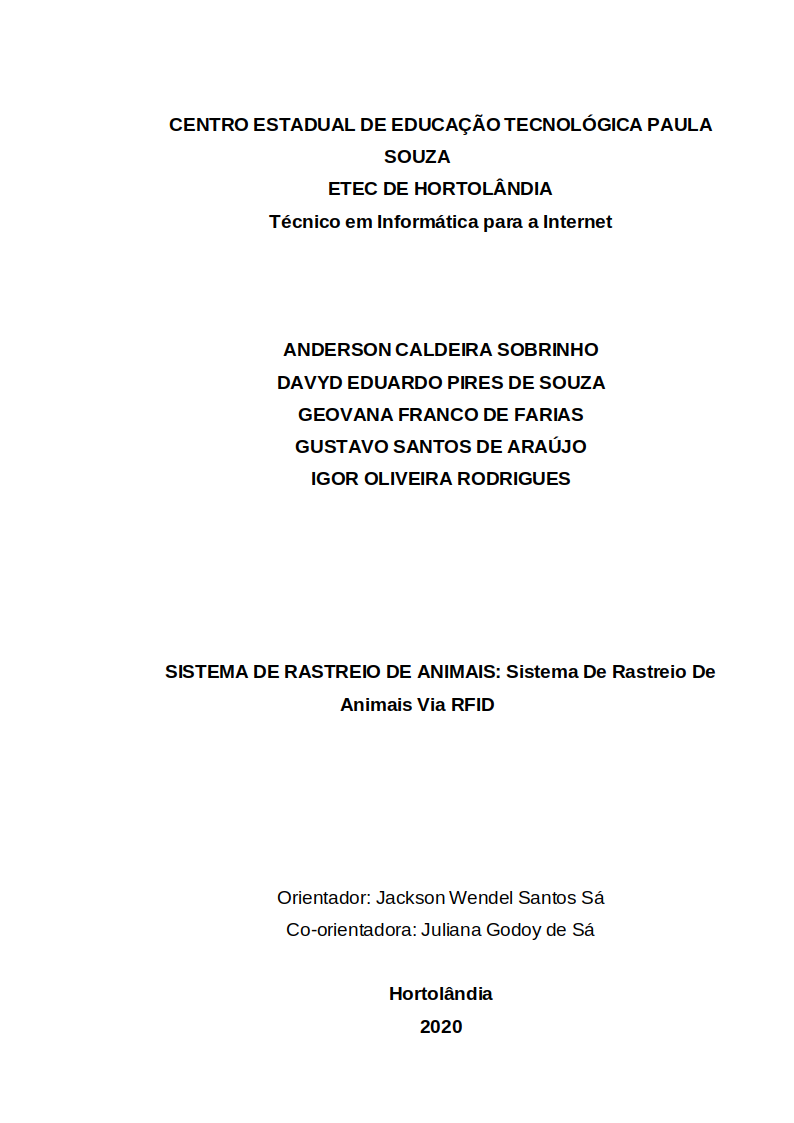 CENTRO ESTADUAL DE EDUCAÇÃO TECNOLÓGICA PAULA
SOUZA
ETEC DE HORTOLÂNDIA
Técnico em Informática para a Internet
ANDERSON CALDEIRA SOBRINHO
DAVYD EDUARDO PIRES DE SOUZA
GEOVANA FRANCO DE FARIAS
GUSTAVO SANTOS DE ARAÚJO
IGOR OLIVEIRA RODRIGUES
SISTEMA DE RASTREIO DE ANIMAIS: Sistema De Rastreio De
Animais Via RFID
Orientador: Jackson Wendel Santos Sá
Co-orientadora: Juliana Godoy de Sá
Hortolândia
2020